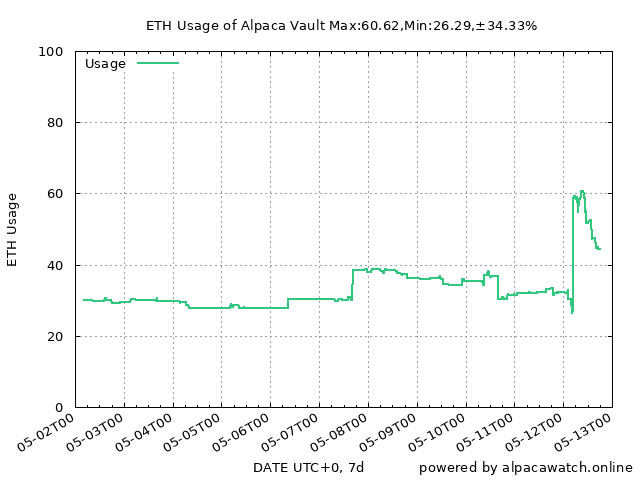 ETH Usage of Alpaca Vault Max:60.62,Min:26.29,±34.33%
100
Usage
80
60
ETH Usage
40
20
0
05-02T00 05-03T00 05-04T00 05-05T00 05-06T00 05-07T00 05-08T00 05-09T00 05-10T00 05-11T00 05-12T00 05-13T00
DATE UTC+0, 7d powered by alpacawatch.online